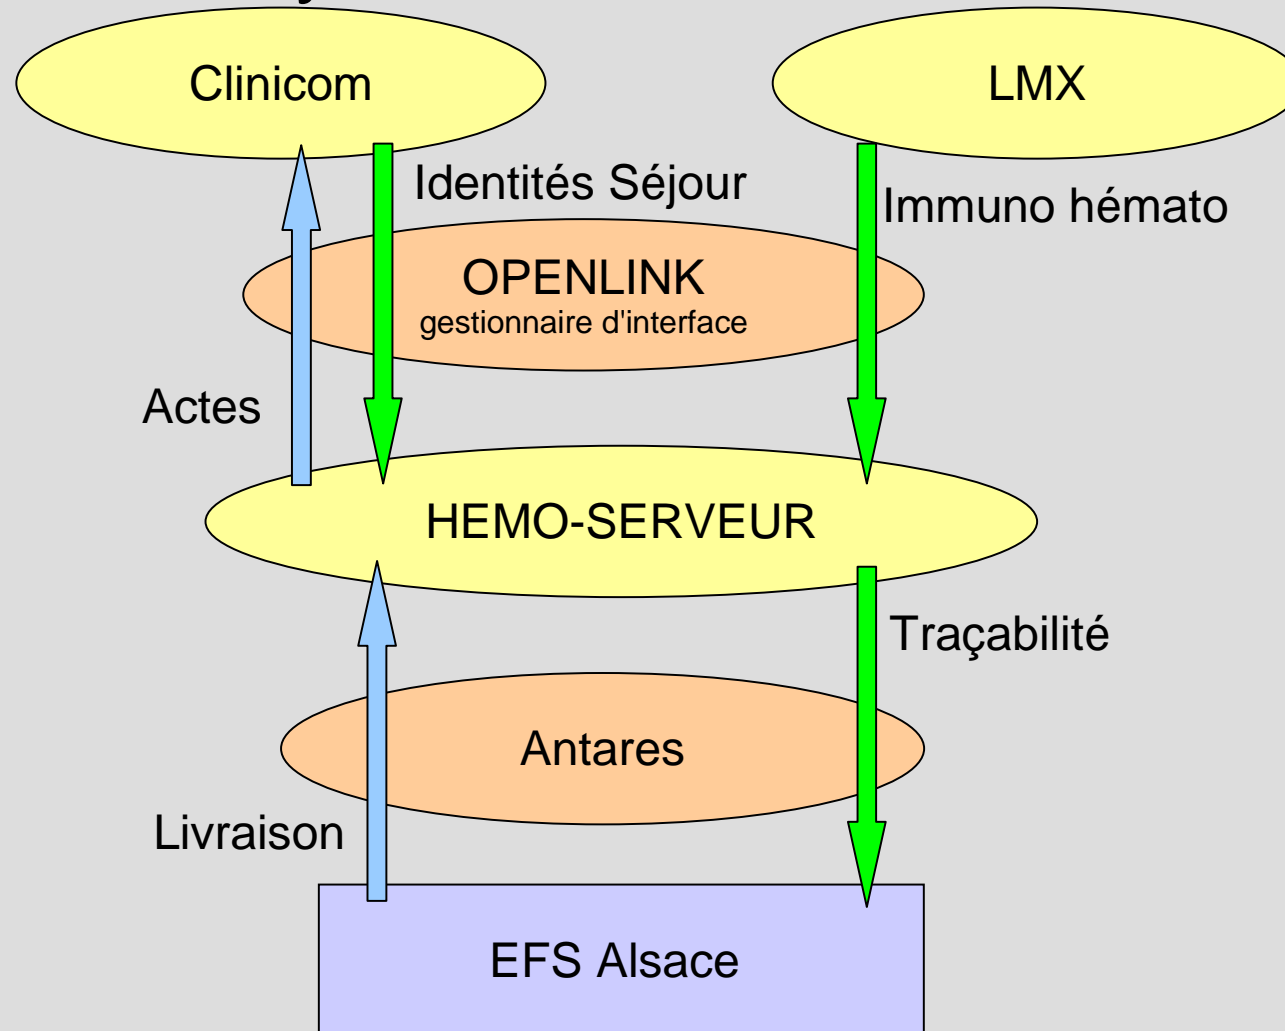 Clinicom
LMX
Identités Séjour
Immuno hémato
OPENLINK
gestionnaire d'interface
Actes
HEMO-SERVEUR
Traçabilité
Antares
Livraison
EFS Alsace